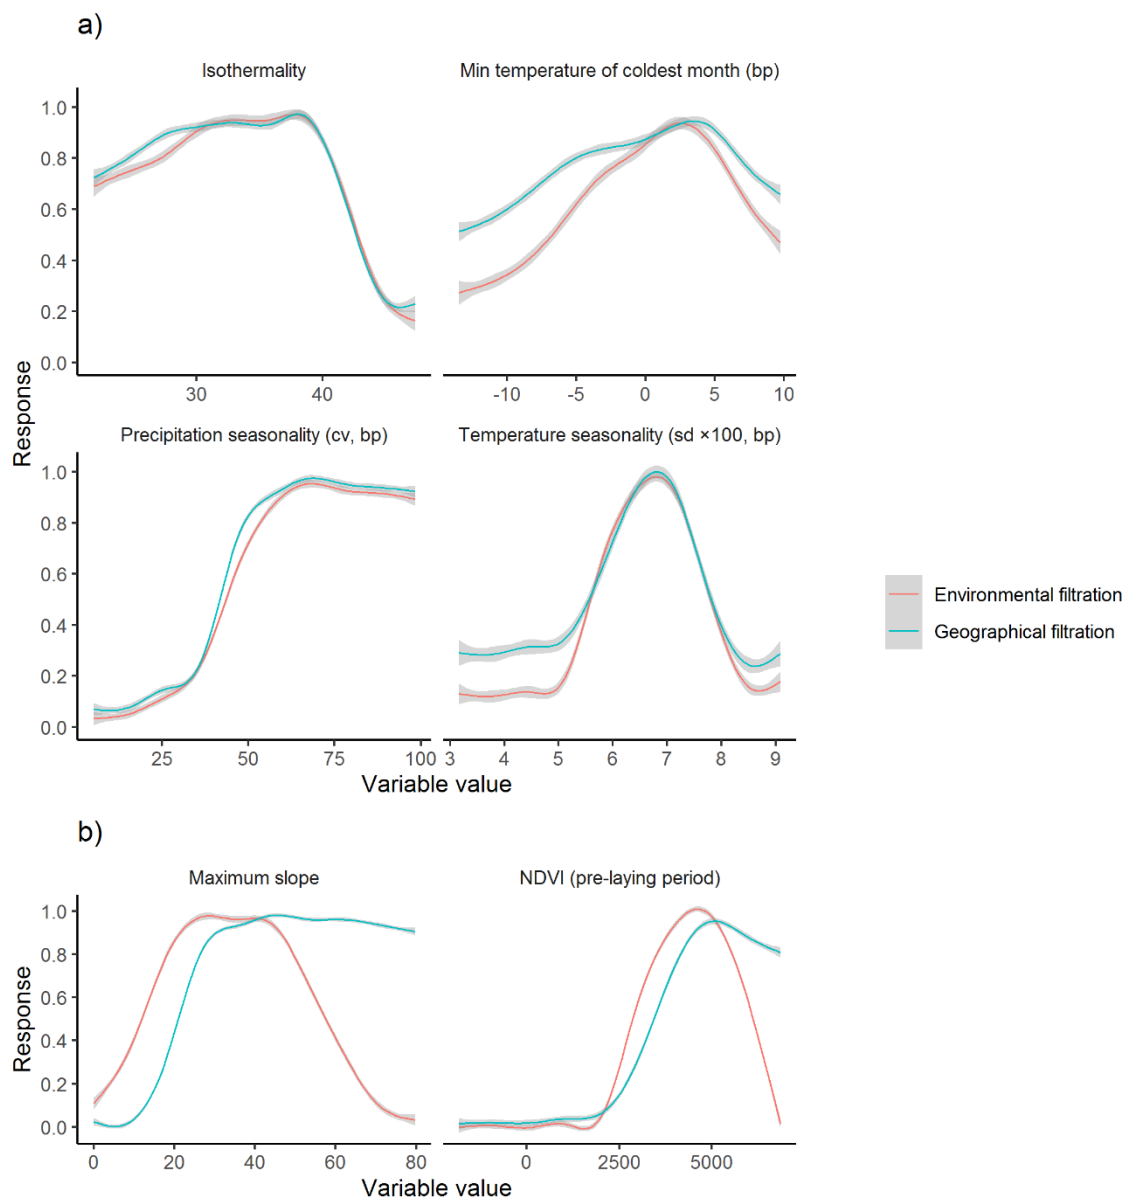 a)
Isothermality Min temperature of coldest month (bp)
1.0
0.8
0.6
0.4
0.2
0.0
30 40 -10 -5 0 5 10
Response
Precipitation seasonality (cv, bp) Temperature seasonality (sd ×100, bp)
1.0
0.8
0.6
0.4
0.2
0.0
25 50 75 100 3 4 5 6 7 8 9
Variable value
Environmental filtration
Geographical filtration
b)
Maximum slope NDVI (pre-laying period)
1.0
0.8
0.6
0.4
0.2
0.0
0 20 40 60 80 0 2500 5000
Response
Variable value